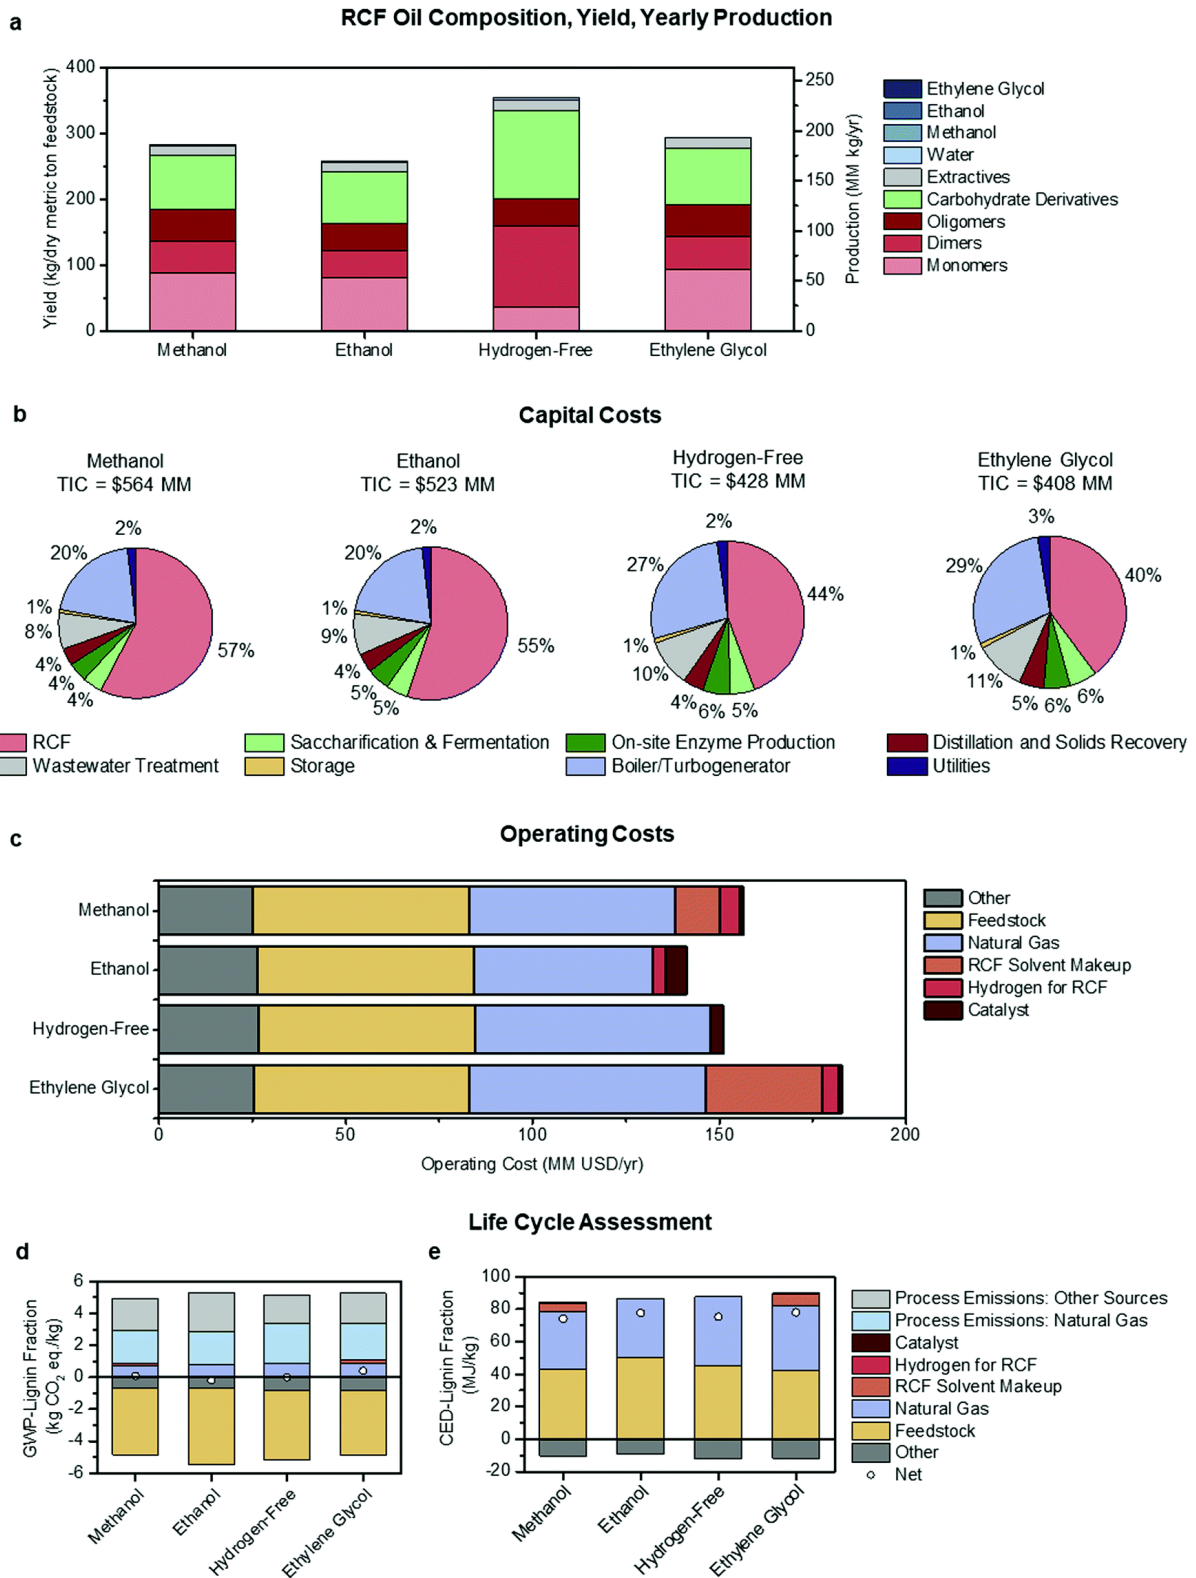 a
RCF Oil Composition, Yield, Yearly Production
Yield (kg/dry metric ton feedstock)
400
300
200
100
0
250
200
150
100
50
0
Production (MM kg/yr)
Methanol
Ethanol
Hydrogen-Free
Ethylene Glycol
Ethylene Glycol
Ethanol
Methanol
Water
Extractives
Carbohydrate Derivatives
Oligomers
Dimers
Monomers
b
Capital Costs
Methanol
TIC = $564 MM
2%
20%
1%
8%
4%
4%
4%
57%
Ethanol
TIC = $523 MM
2%
20%
1%
9%
4%
5%
5%
55%
Hydrogen-Free
TIC = $428 MM
2%
27%
1%
10%
4%
6%
5%
44%
Ethylene Glycol
TIC = $408 MM
3%
29%
1%
11%
5%
6%
6%
40%
RCF
Saccharification & Fermentation
On-site Enzyme Production
Distillation and Solids Recovery
Wastewater Treatment
Storage
Boiler/Turbogenerator
Utilities
c
Operating Costs
Methanol
Ethanol
Hydrogen-Free
Ethylene Glycol
0
50
100
150
200
Operating Cost (MM USD/yr)
Other
Feedstock
Natural Gas
RCF Solvent Makeup
Hydrogen for RCF
Catalyst
Life Cycle Assessment
d
GWP-Lignin Fraction
(kg CO2 eq./kg)
6
4
2
0
-2
-4
-6
Methanol
Ethanol
Hydrogen-Free
Ethylene Glycol
e
CED-Lignin Fraction
(MJ/kg)
100
80
60
40
20
0
-20
Methanol
Ethanol
Hydrogen-Free
Ethylene Glycol
Process Emissions: Other Sources
Process Emissions: Natural Gas
Catalyst
Hydrogen for RCF
RCF Solvent Makeup
Natural Gas
Feedstock
Other
Net